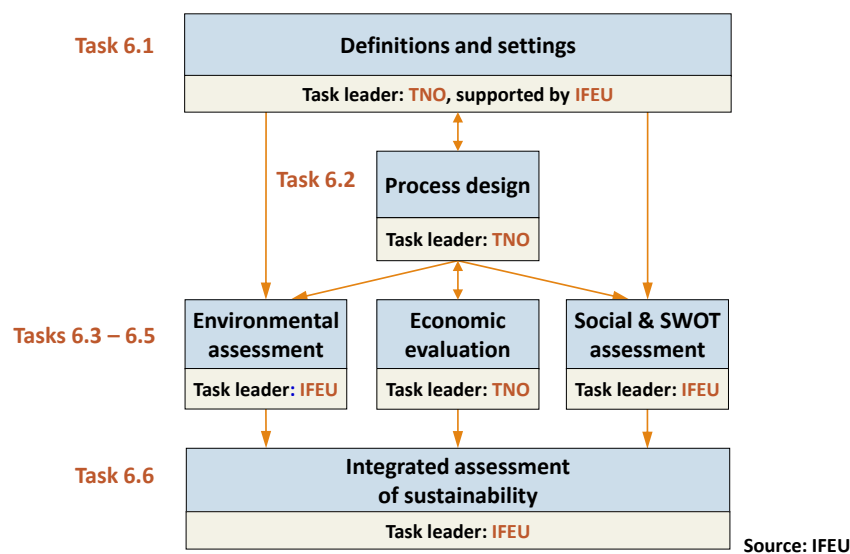 Task 6.1
Definitions and settings
Task leader: TNO, supported by IFEU
Task 6.2
Process design
Task leader: TNO
Tasks 6.3 – 6.5
Environmental
assessment
Task leader: IFEU
Economic
evaluation
Task leader: TNO
Social & SWOT
assessment
Task leader: IFEU
Task 6.6
Integrated assessment
of sustainability
Task leader: IFEU
Source: IFEU